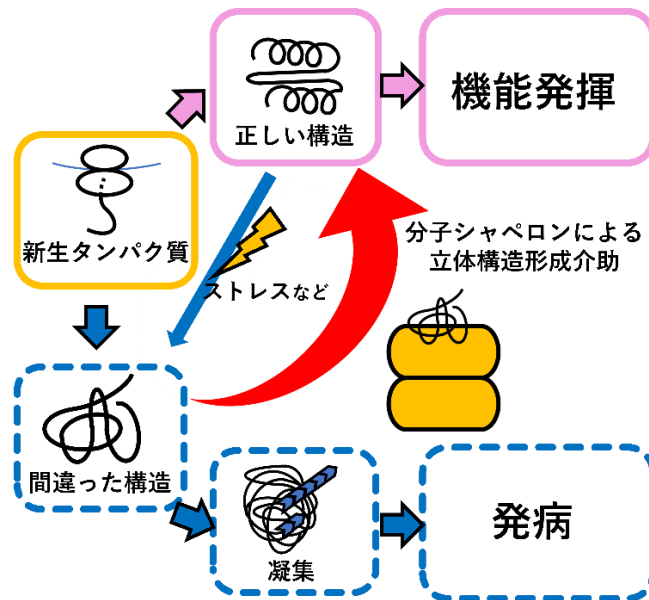 正しい構造
機能発揮
新生タンパク質
ストレスなど
分子シャペロンによる
立体構造形成介助
間違った構造
凝集
発病